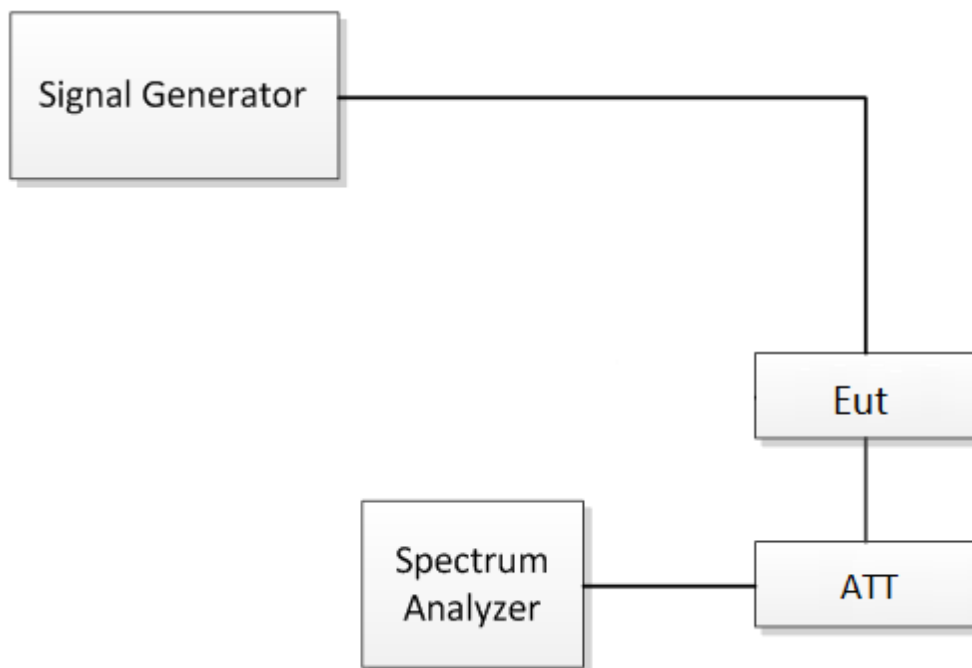 Signal Generator
Eut
Spectrum
Analyzer
ATT